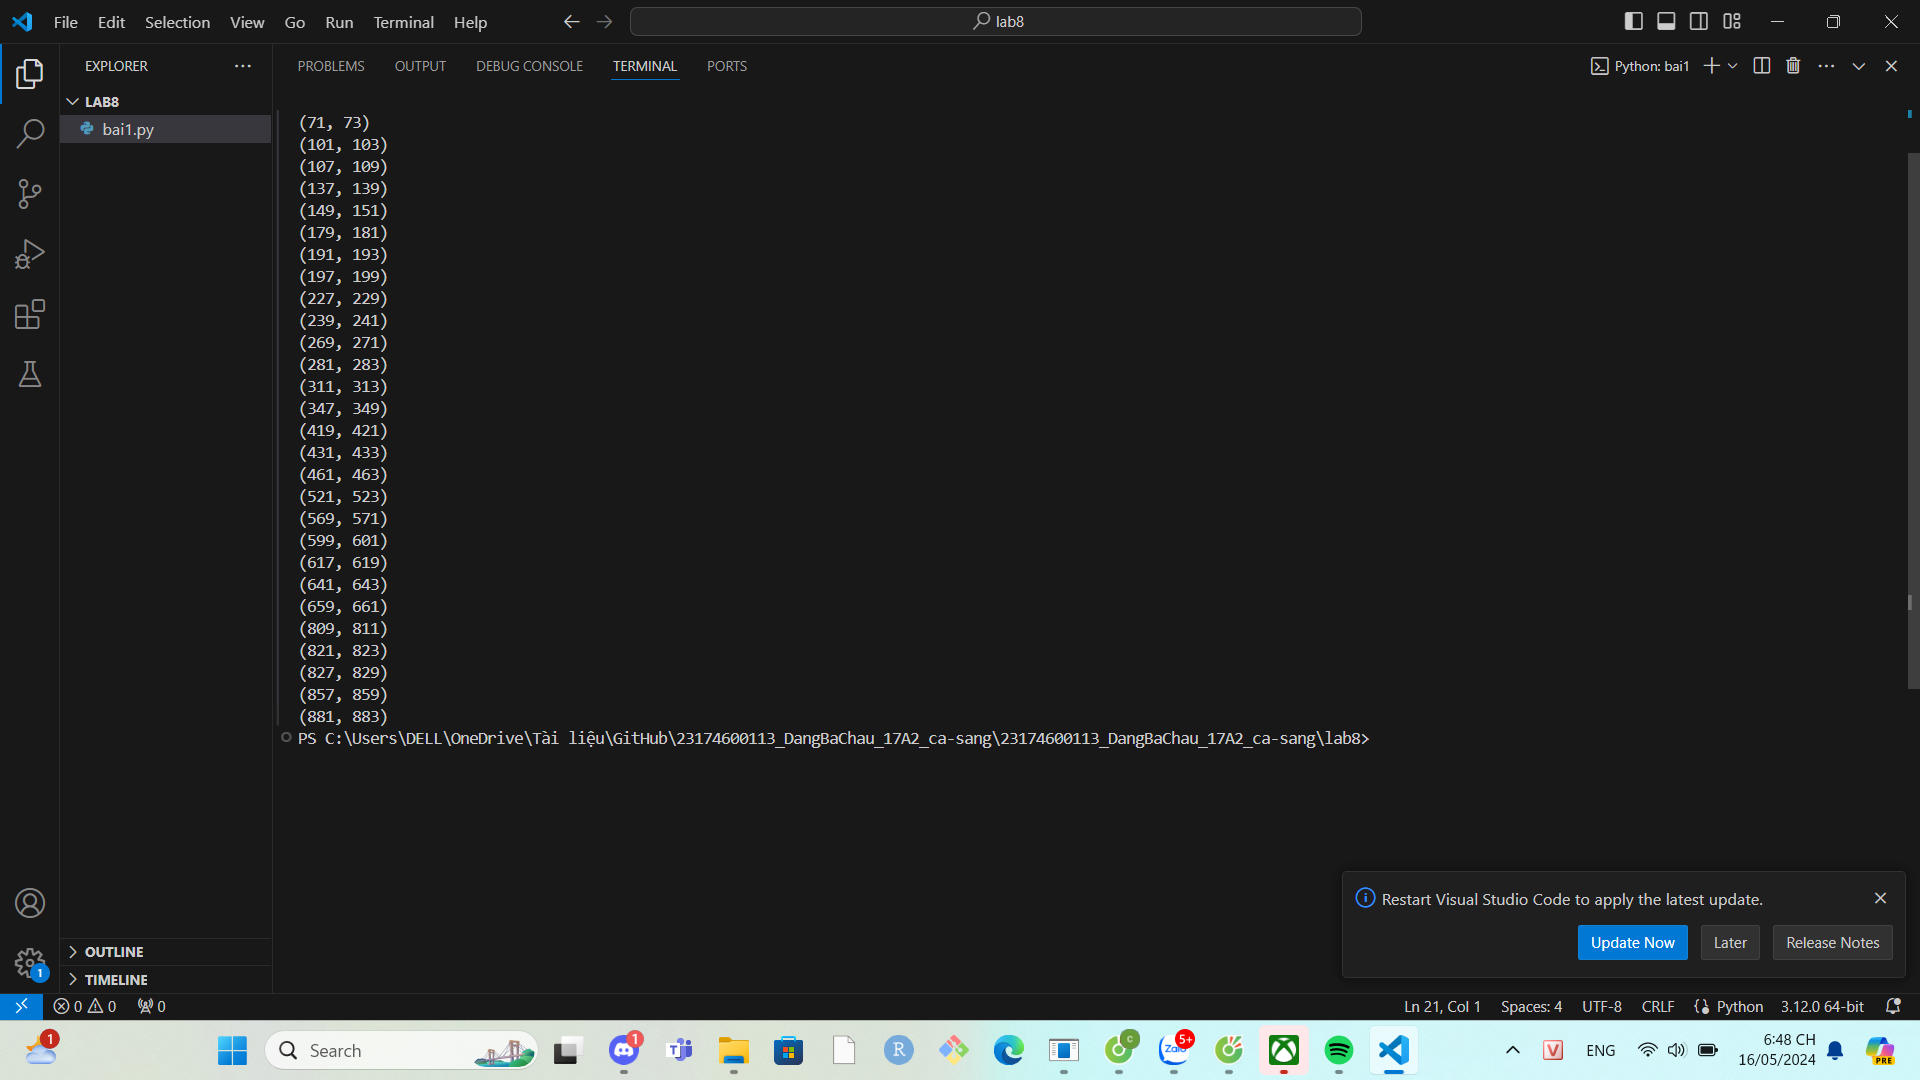 File Edit Selection View Go Run Terminal Help
lab8
EXPLORER
PROBLEMS OUTPUT DEBUG CONSOLE TERMINAL PORTS
Python: bai1
LAB8
bai1.py
(71, 73)
(101, 103)
(107, 109)
(137, 139)
(149, 151)
(179, 181)
(191, 193)
(197, 199)
(227, 229)
(239, 241)
(269, 271)
(281, 283)
(311, 313)
(347, 349)
(419, 421)
(431, 433)
(461, 463)
(521, 523)
(569, 571)
(599, 601)
(617, 619)
(641, 643)
(659, 661)
(809, 811)
(821, 823)
(827, 829)
(857, 859)
(881, 883)
PS C:\Users\DELL\OneDrive\Tài liệu\GitHub\23174600113_DangBaChau_17A2_ca-sang\23174600113_DangBaChau_17A2_ca-sang\lab8>
Restart Visual Studio Code to apply the latest update.
Update Now Later Release Notes
OUTLINE
1
TIMELINE
0 0 0
Ln 21, Col 1 Spaces: 4 UTF-8 CRLF Python 3.12.0 64-bit
1
Search
1
T
R
c
Zalo
5+
V
ENG
6:48 CH
16/05/2024
PRE